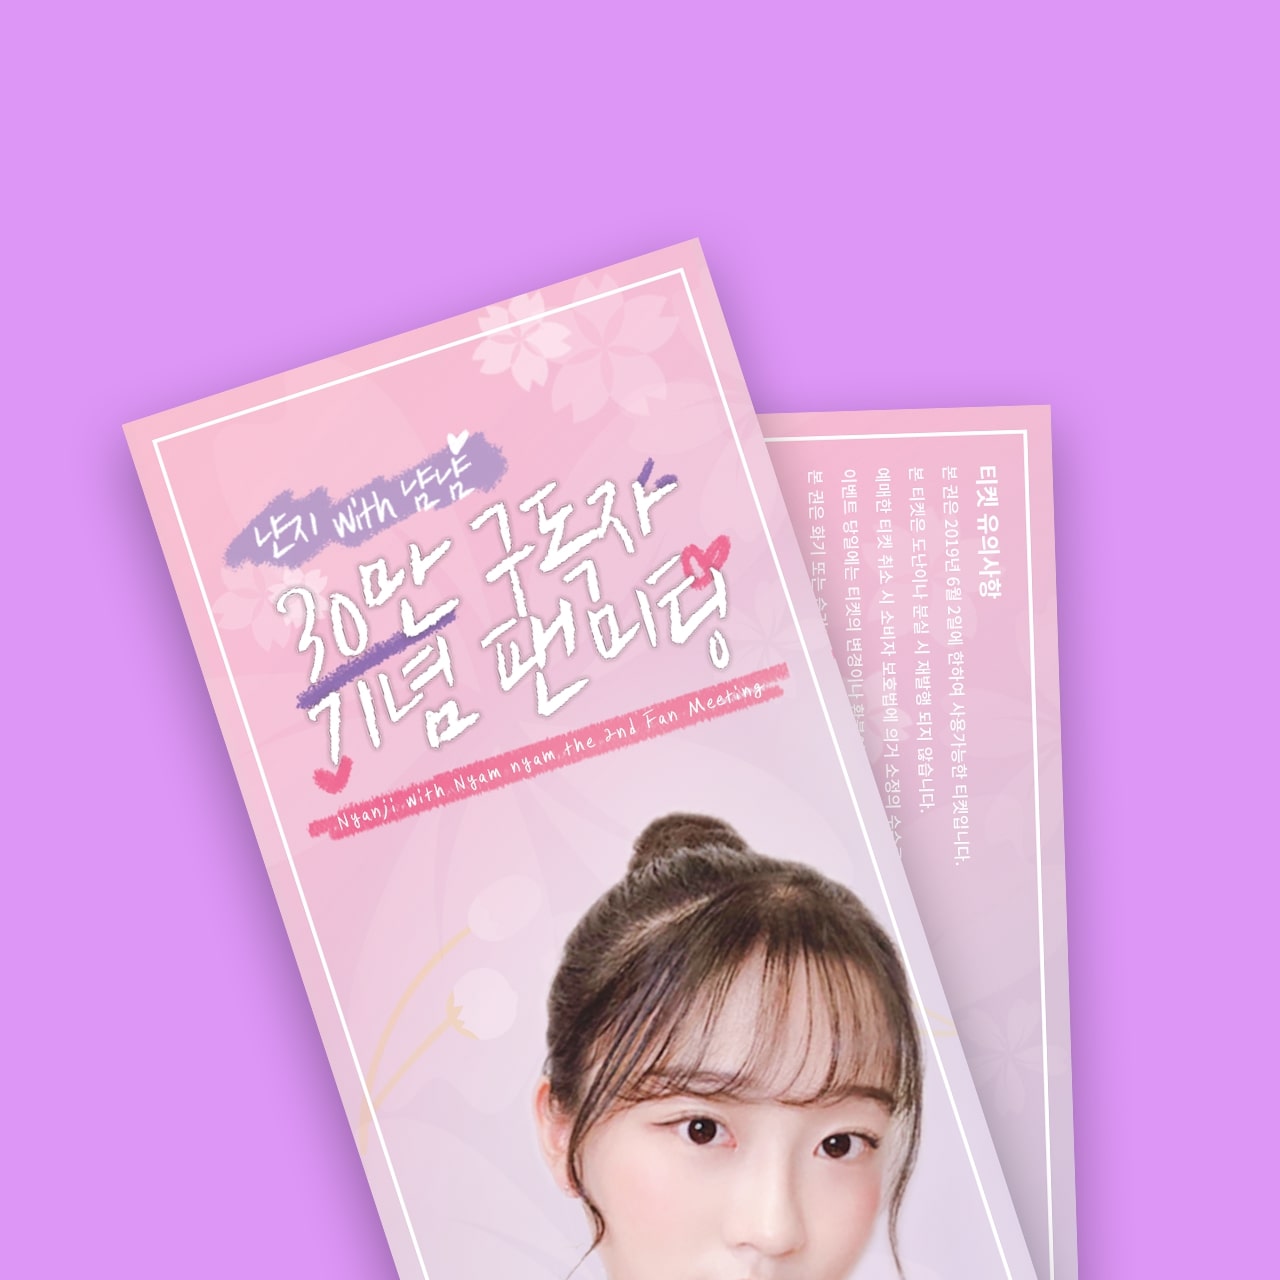 냔지 with 냠냠
30만 구독자
기념 팬미팅
Nyanji with Nyam nyam the 2nd Fan Meeting
티켓 유의사항
본 권은 2019년 6월 2일에 한하여 사용가능한 티켓입니다.
본 티켓은 도난이나 분실 시 재발행 되지 않습니다.
예매한 티켓 취소 시 소비자 보호법에 의거 소정의
이벤트 당일에는 티켓의 변경이나
본 권은 화기 또는